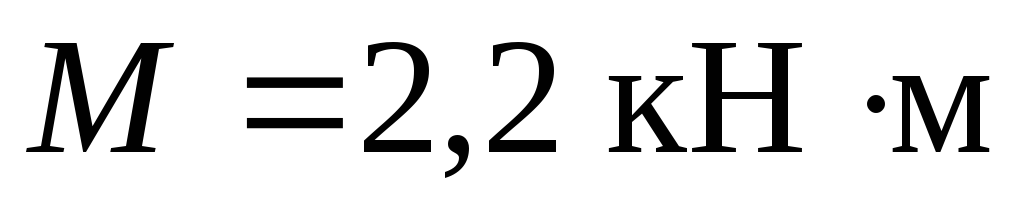 M = 2,2 кН ·м